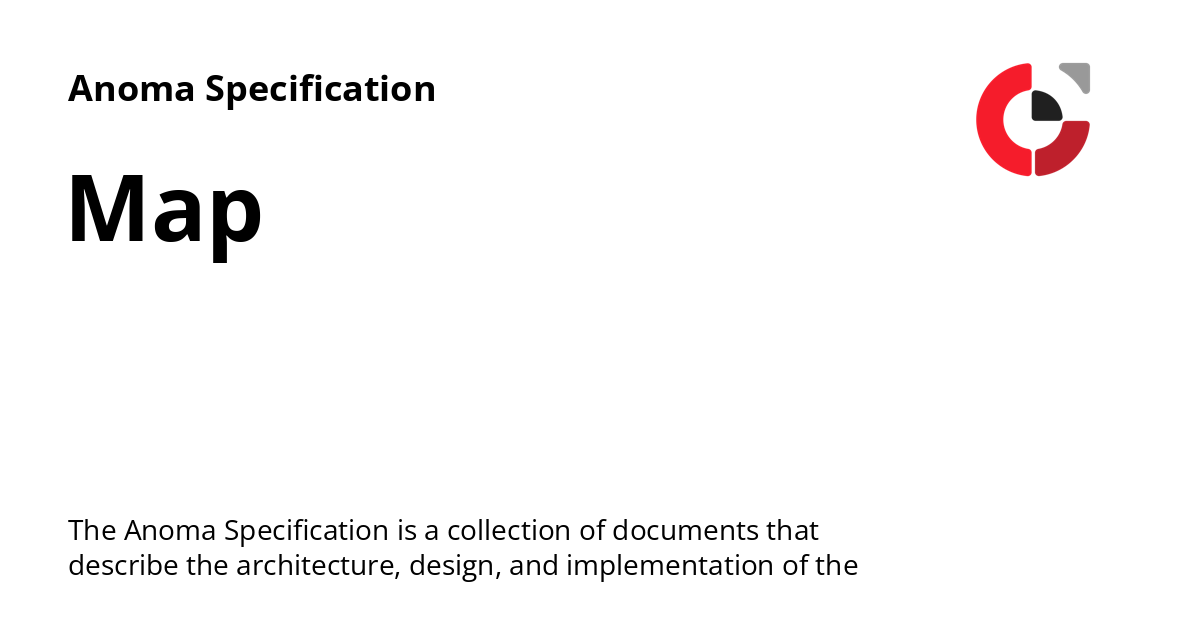 Anoma Specification
Map
The Anoma Specification is a collection of documents that
describe the architecture, design, and implementation of the